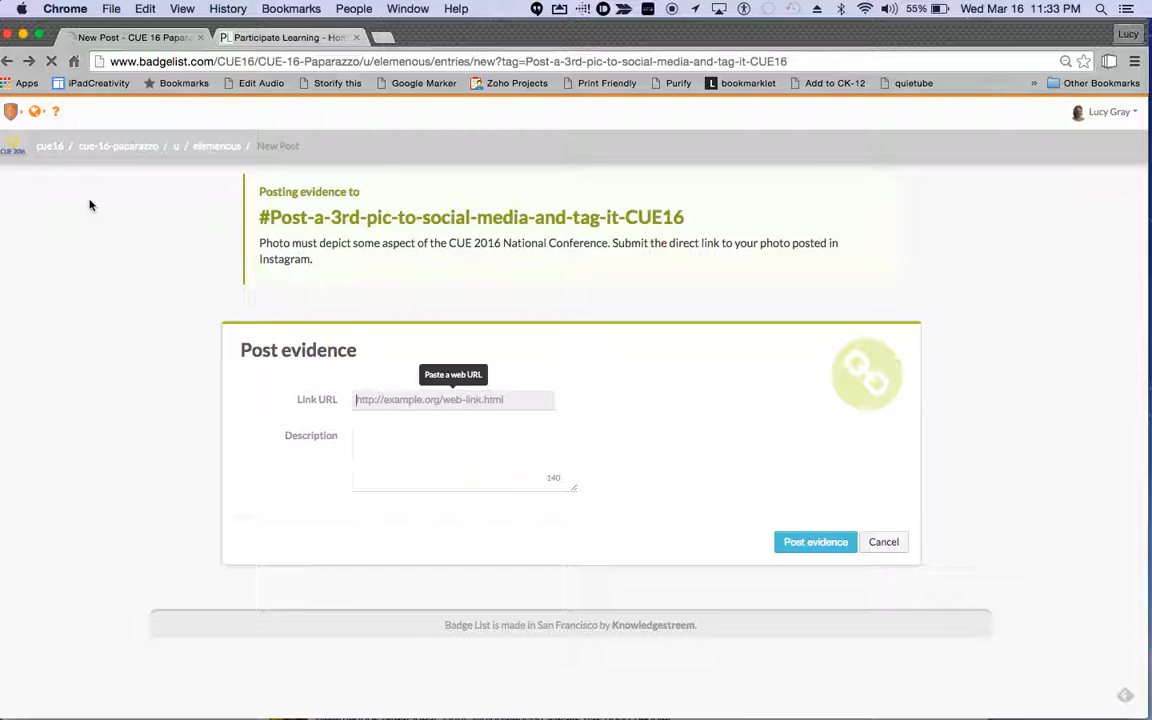 Chrome File Edit View History Bookmarks People Window Help 55% Wed Mar 16 11:33 PM
New Post - CUE 16 Papara Participate Learning - Hom Lucy
www.badgelist.com/CUE16/CUE-16-Paparazzo/u/elemenous/entries/new?tag=Post-a-3rd-pic-to-social-media-and-tag-it-CUE16
Apps iPadCreativity Bookmarks Edit Audio Storify this Google Marker Zoho Projects Print Friendly Purify bookmarklet Add to CK-12 quietube » Other Bookmarks
? Lucy Gray
CUE 2016 cue16 / cue-16-paparazzo / u / elemenous / New Post
Posting evidence to
#Post-a-3rd-pic-to-social-media-and-tag-it-CUE16
Photo must depict some aspect of the CUE 2016 National Conference. Submit the direct link to your photo posted in
Instagram.
Post evidence
Paste a web URL
Link URL http://example.org/web-link.html
Description
140
Post evidence Cancel
Badge List is made in San Francisco by Knowledgestreem.